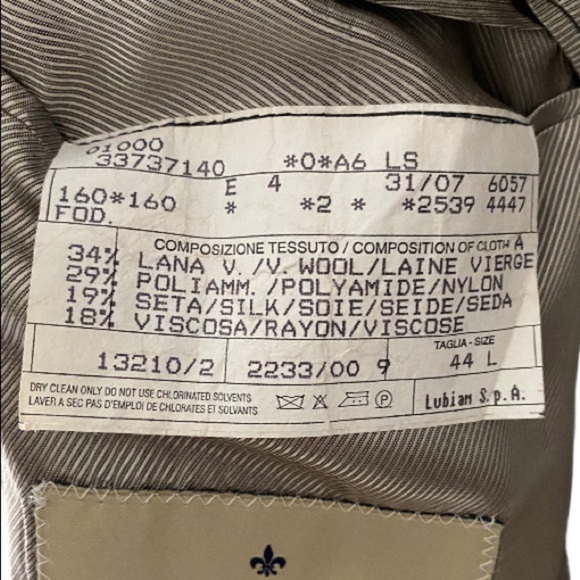 01000
33737140 *0*A6 LS
E 4 31/07 6057
160*160 * *2 * *2539 4447
FOD.
COMPOSIZIONE TESSUTO / COMPOSITION OF CLOTH A
34% LANA V./V. WOOL/LAINE VIERGE
29% POLIAMM./POLYAMIDE/NYLON
19% SETA/SILK/SOIE/SEIDE/SEDA
18% VISCOSA/RAYON/VISCOSE
TAGLIA - SIZE
13210/2 2233/00 9 44 L
DRY CLEAN ONLY DO NOT USE CHLORINATED SOLVENTS
LAVER A SEC PAS D'EMPLOI DE CHLORATES ET SOLVANTS
P
Lubiam S.p.A.